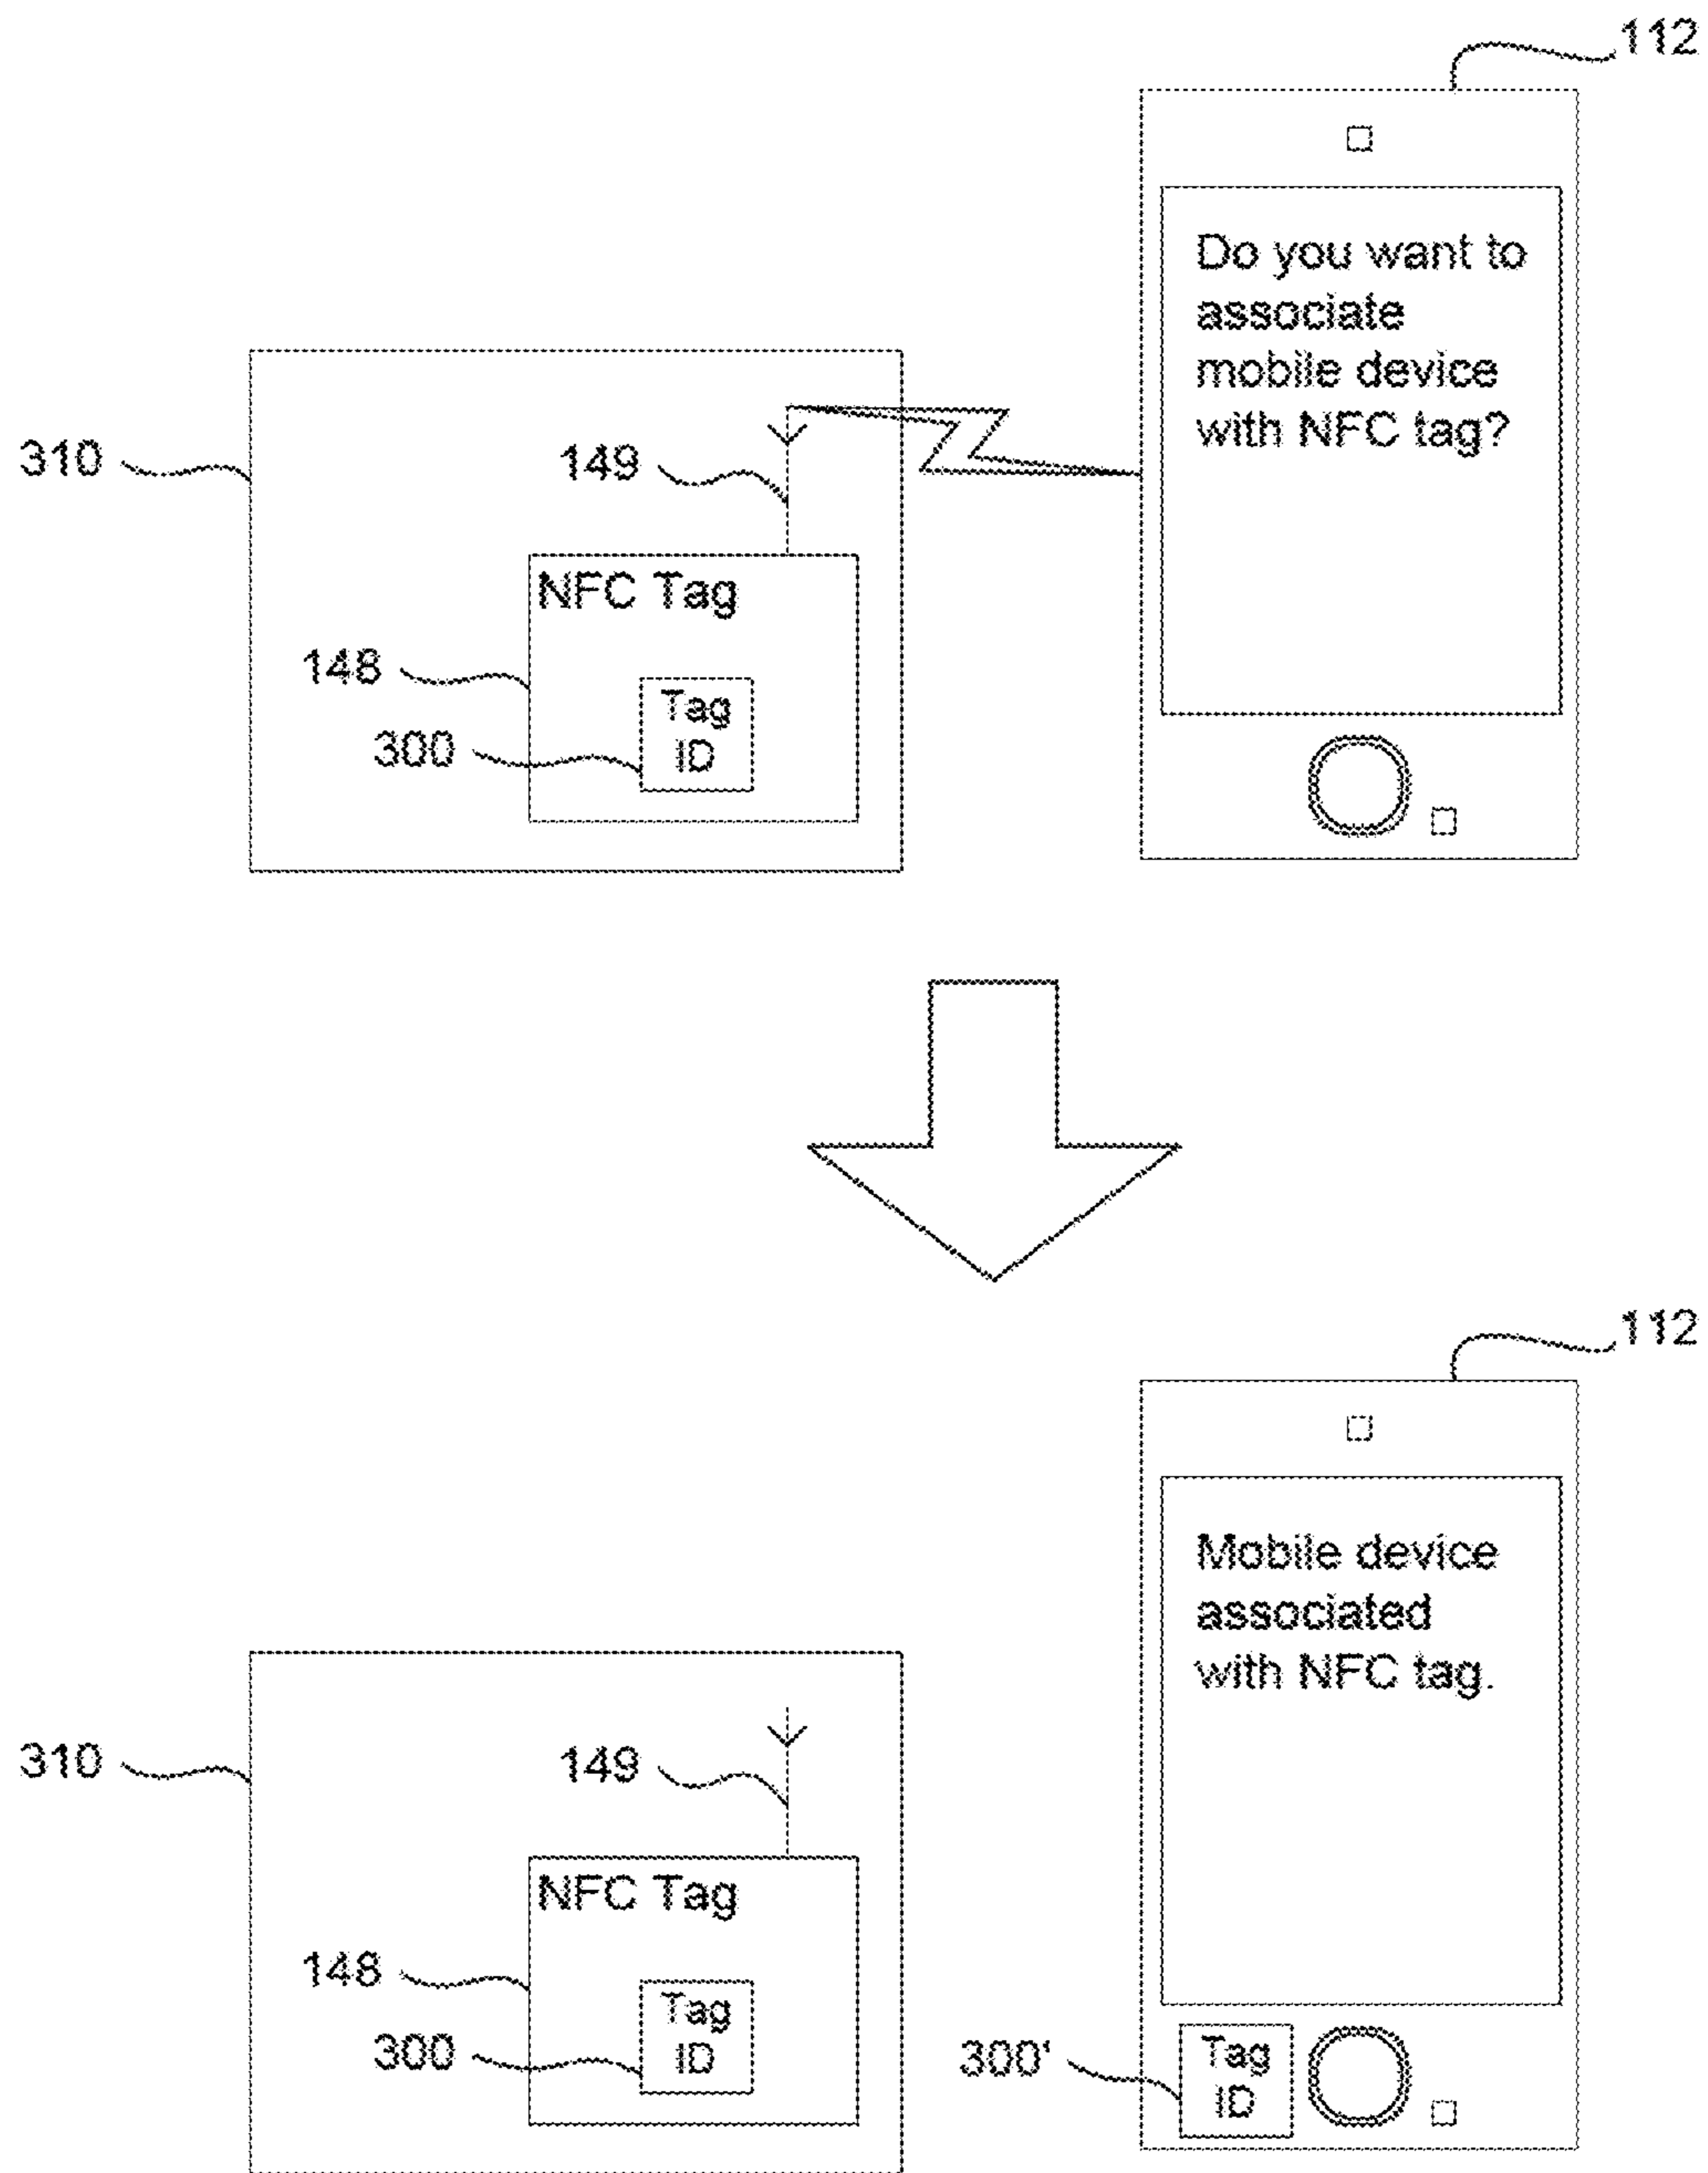 112
Do you want to
associate
mobile device
with NFC tag?
310
149
NFC Tag
148
Tag
300
ID
112
Mobile device
associated
with NFC tag.
310
149
NFC Tag
148
Tag
ID
300
300'
Tag
ID